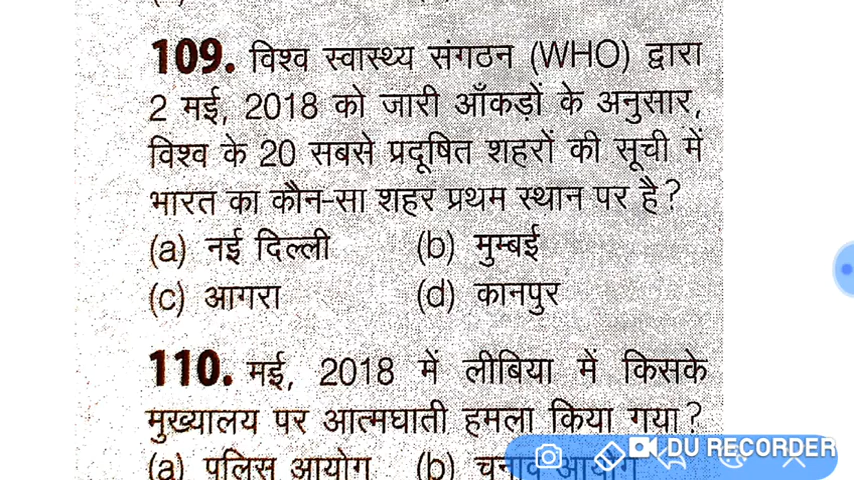 109. विश्व स्वास्थ्य संगठन (WHO) द्वारा
2 मई, 2018 को जारी आँकड़ों के अनुसार,
विश्व के 20 सबसे प्रदूषित शहरों की सूची में
भारत का कौन-सा शहर प्रथम स्थान पर है?
(a) नई दिल्ली (b) मुम्बई
(c) आगरा (d) कानपुर
110. मई, 2018 में लीबिया में किसके
मुख्यालय पर आत्मघाती हमला किया गया?
(a) पुलिस आयोग (b) चुनाव आयोग
DU RECORDER